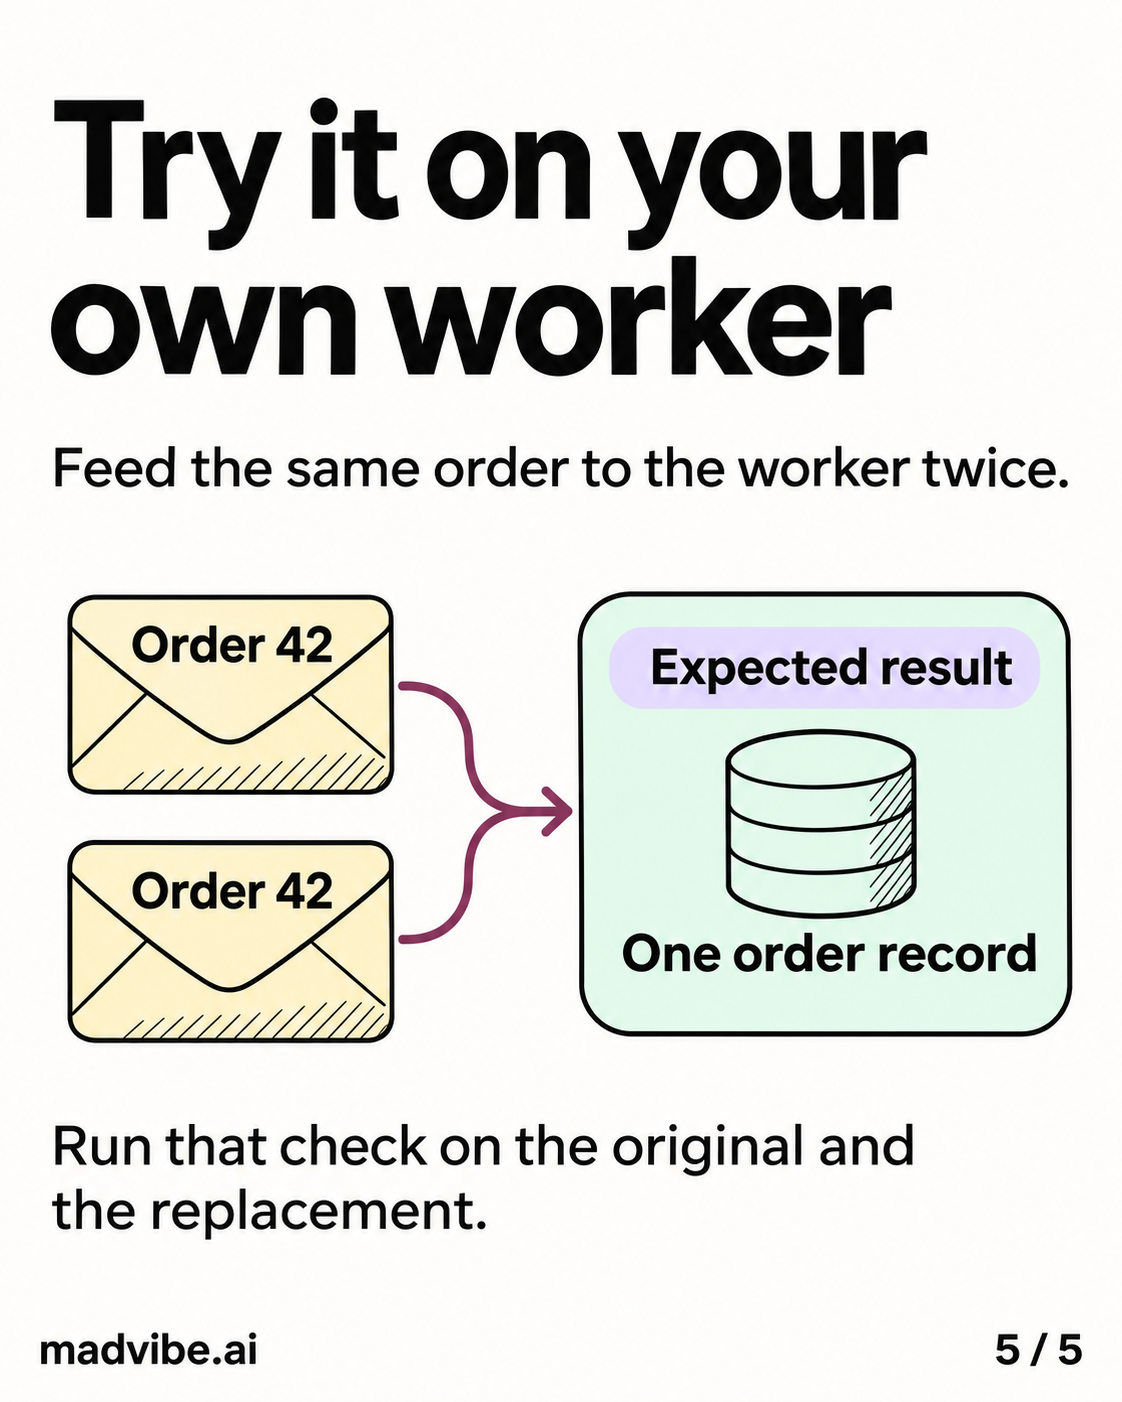 Try it on your
own worker
Feed the same order to the worker twice.
Order 42
Order 42
Expected result
One order record
Run that check on the original and
the replacement.
madvibe.ai
5 / 5